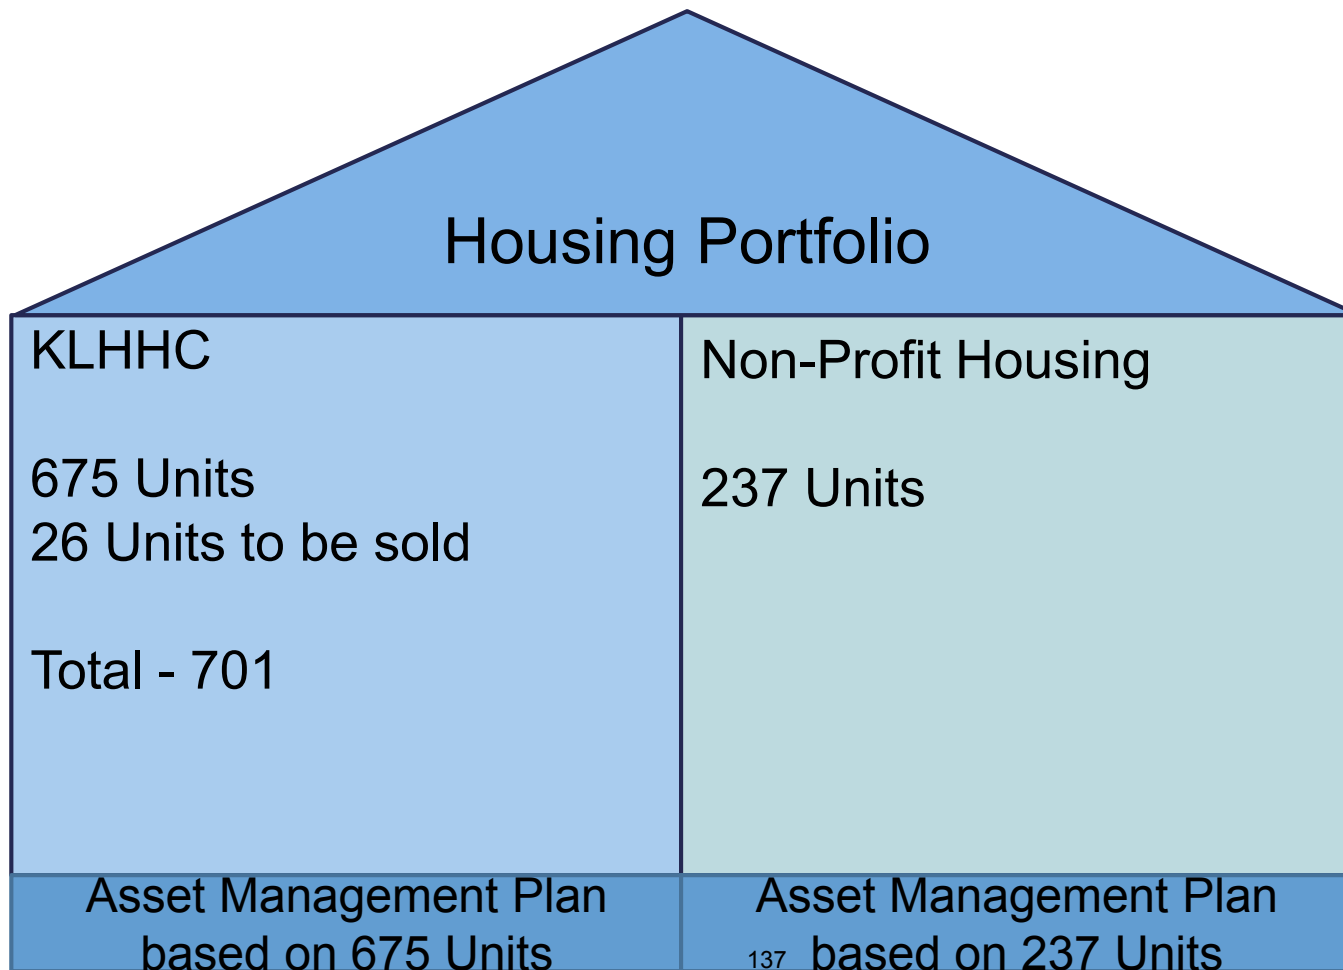 Housing Portfolio
KLHHC
675 Units
26 Units to be sold
Total - 701
Non-Profit Housing
237 Units
Asset Management Plan
based on 675 Units
Asset Management Plan
based on 237 Units
137